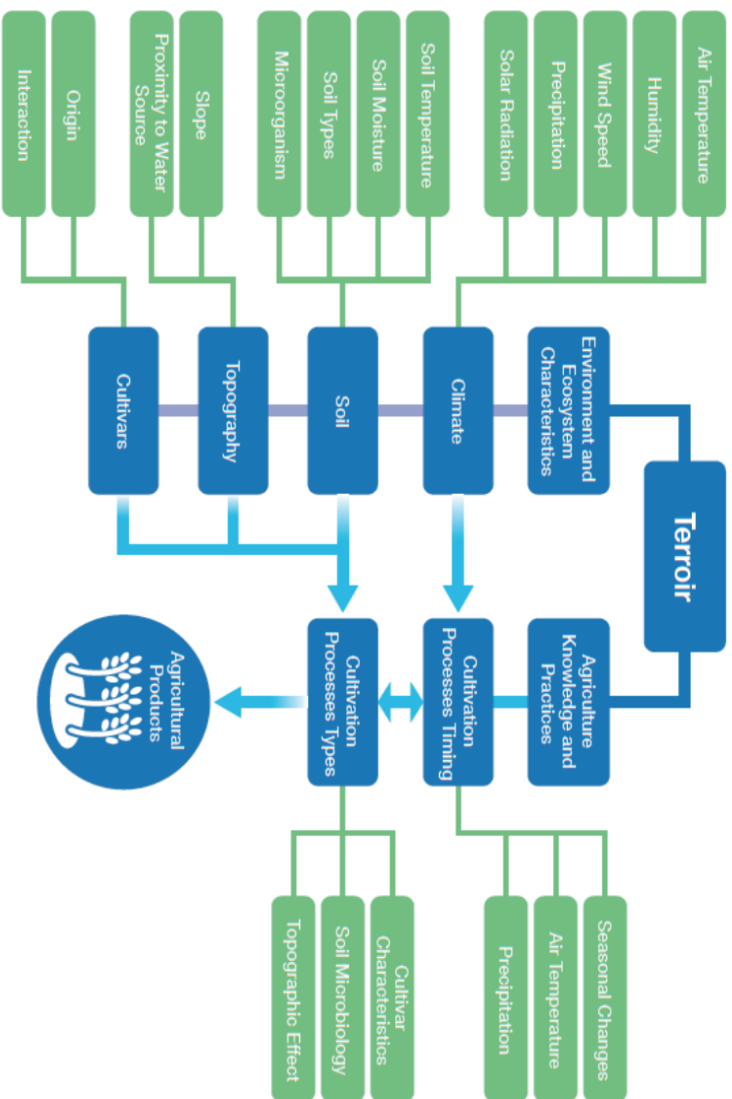 Terroir
Environment and
Ecosystem
Characteristics
Agriculture
Knowledge and
Practices
Air Temperature
Humidity
Wind Speed
Precipitation
Solar Radiation
Climate
Cultivation
Processes Timing
Seasonal Changes
Air Temperature
Precipitation
Soil Temperature
Soil Moisture
Soil Types
Microorganism
Soil
Cultivation
Processes Types
Cultivar
Characteristics
Soil Microbiology
Topographic Effect
Slope
Proximity to Water
Source
Topography
Origin
Interaction
Cultivars
Agricultural
Products